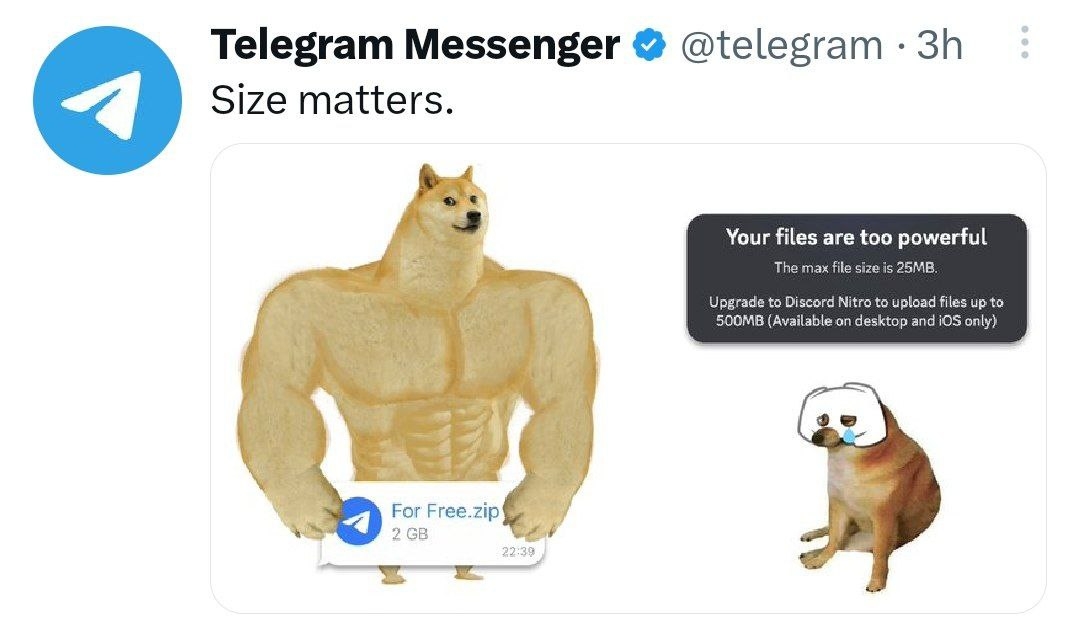 Telegram Messenger @telegram · 3h
Size matters.
Your files are too powerful
The max file size is 25MB.
Upgrade to Discord Nitro to upload files up to
500MB (Available on desktop and iOS only)
For Free.zip
2 GB
22:39